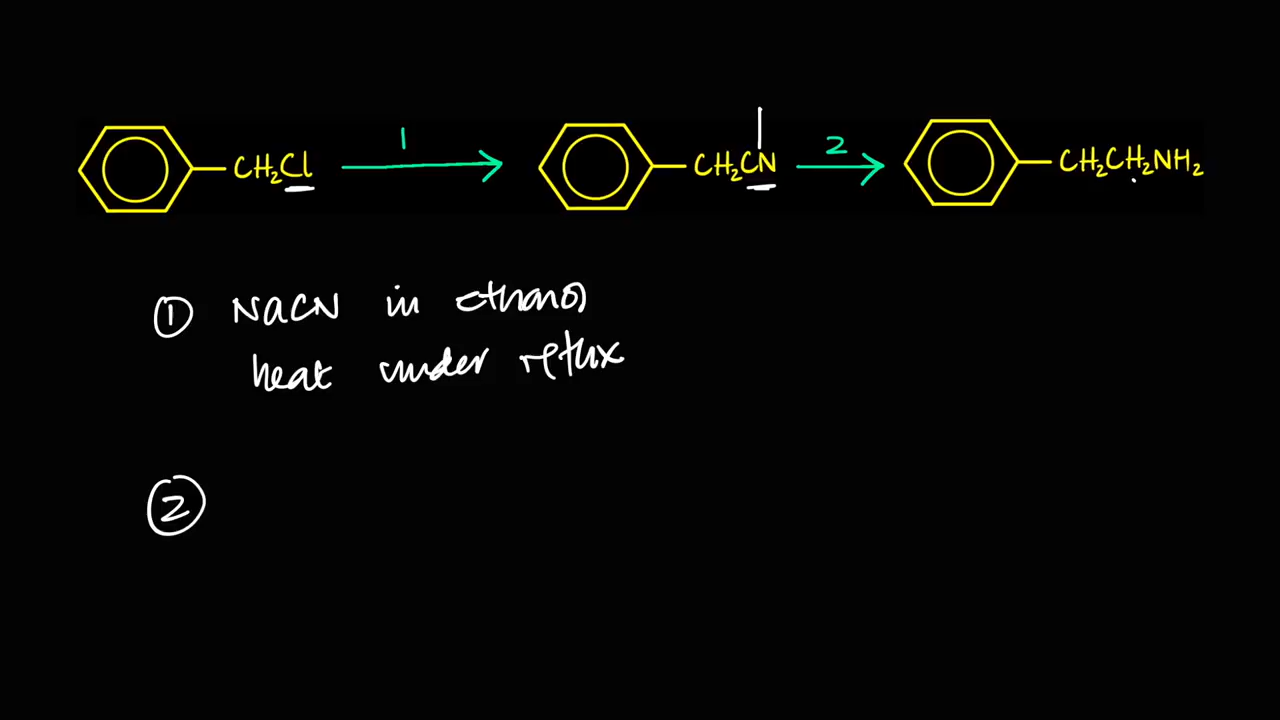 CH₂Cl 1 CH₂CN 2 CH₂CH₂NH₂
① NaCN in ethanol
heat under reflux
②